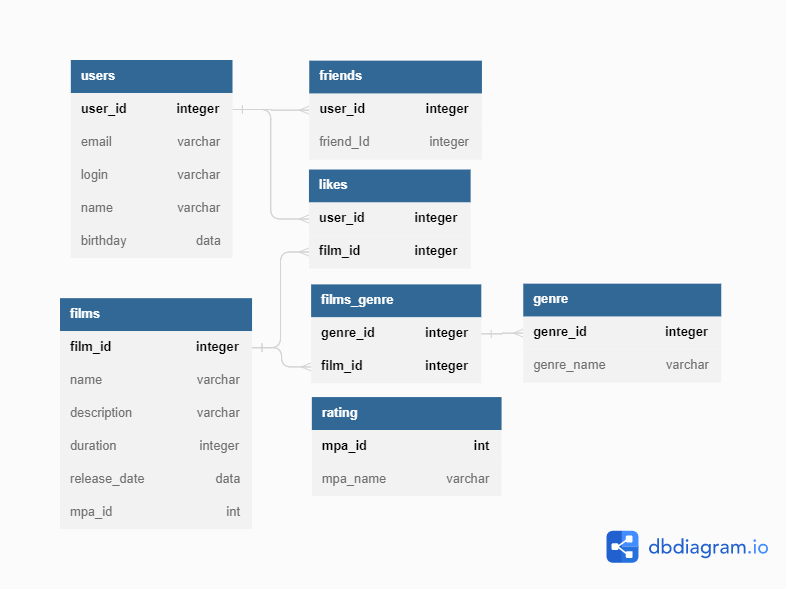 users
user_id integer
email varchar
login varchar
name varchar
birthday data
friends
user_id integer
friend_Id integer
likes
user_id integer
film_id integer
films
film_id integer
name varchar
description varchar
duration integer
release_date data
mpa_id int
films_genre
genre_id integer
film_id integer
genre
genre_id integer
genre_name varchar
rating
mpa_id int
mpa_name varchar
dbdiagram.io